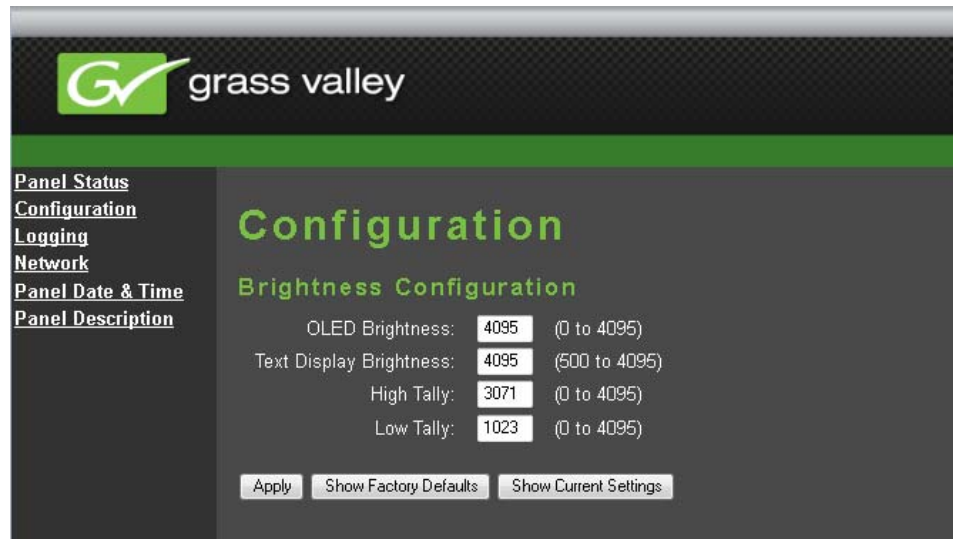 GV grass valley
Panel Status
Configuration
Logging
Network
Panel Date & Time
Panel Description
Configuration
Brightness Configuration
OLED Brightness: 4095 (0 to 4095)
Text Display Brightness: 4095 (500 to 4095)
High Tally: 3071 (0 to 4095)
Low Tally: 1023 (0 to 4095)
Apply Show Factory Defaults Show Current Settings